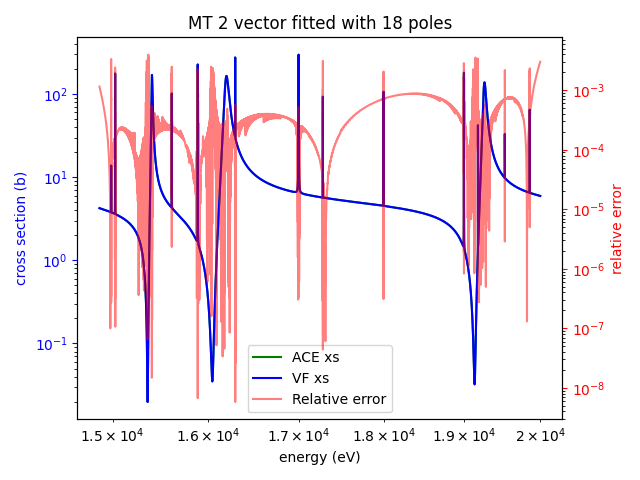 MT 2 vector fitted with 18 poles
cross section (b)
10²
10¹
10⁰
10⁻¹
10⁻³
10⁻⁴
10⁻⁵
10⁻⁶
10⁻⁷
10⁻⁸
relative error
ACE xs
VF xs
Relative error
1.5 × 10⁴ 1.6 × 10⁴ 1.7 × 10⁴ 1.8 × 10⁴ 1.9 × 10⁴ 2 × 10⁴
energy (eV)